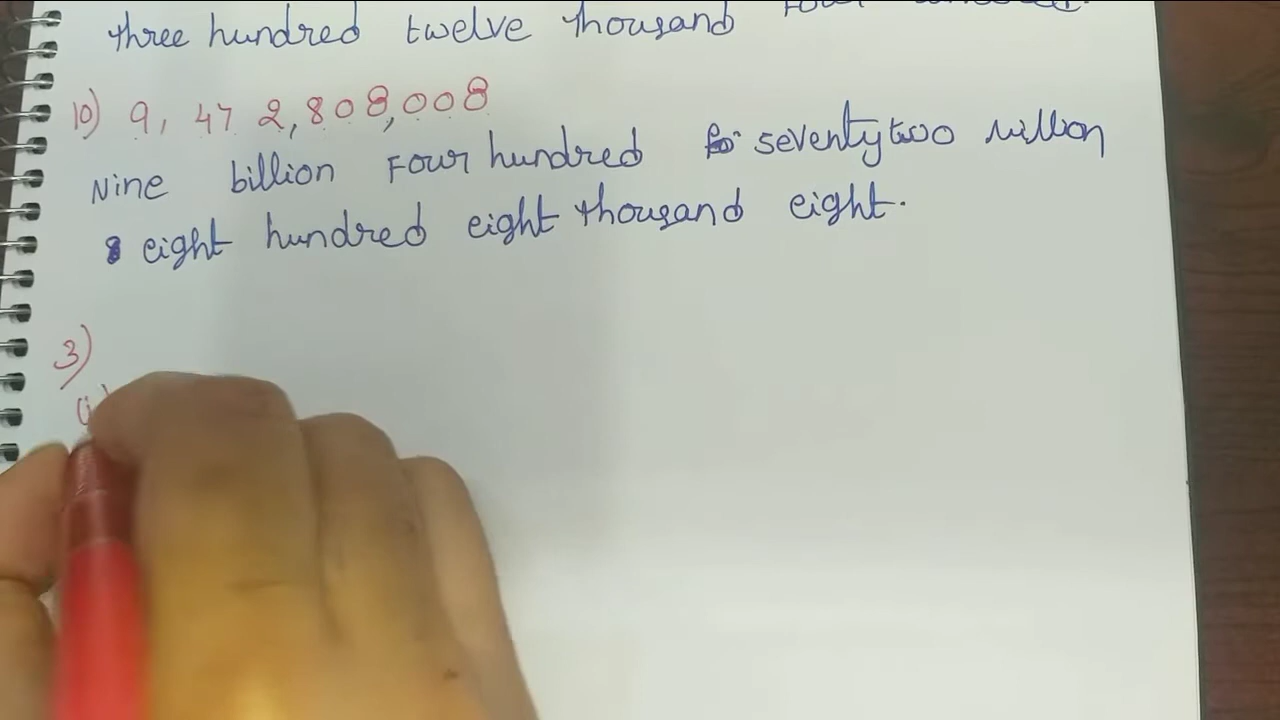 three hundred twelve thousand
10) 9, 47 2,808,008
Nine billion Four hundred seventytwo million
eight hundred eight thousand eight.
3)